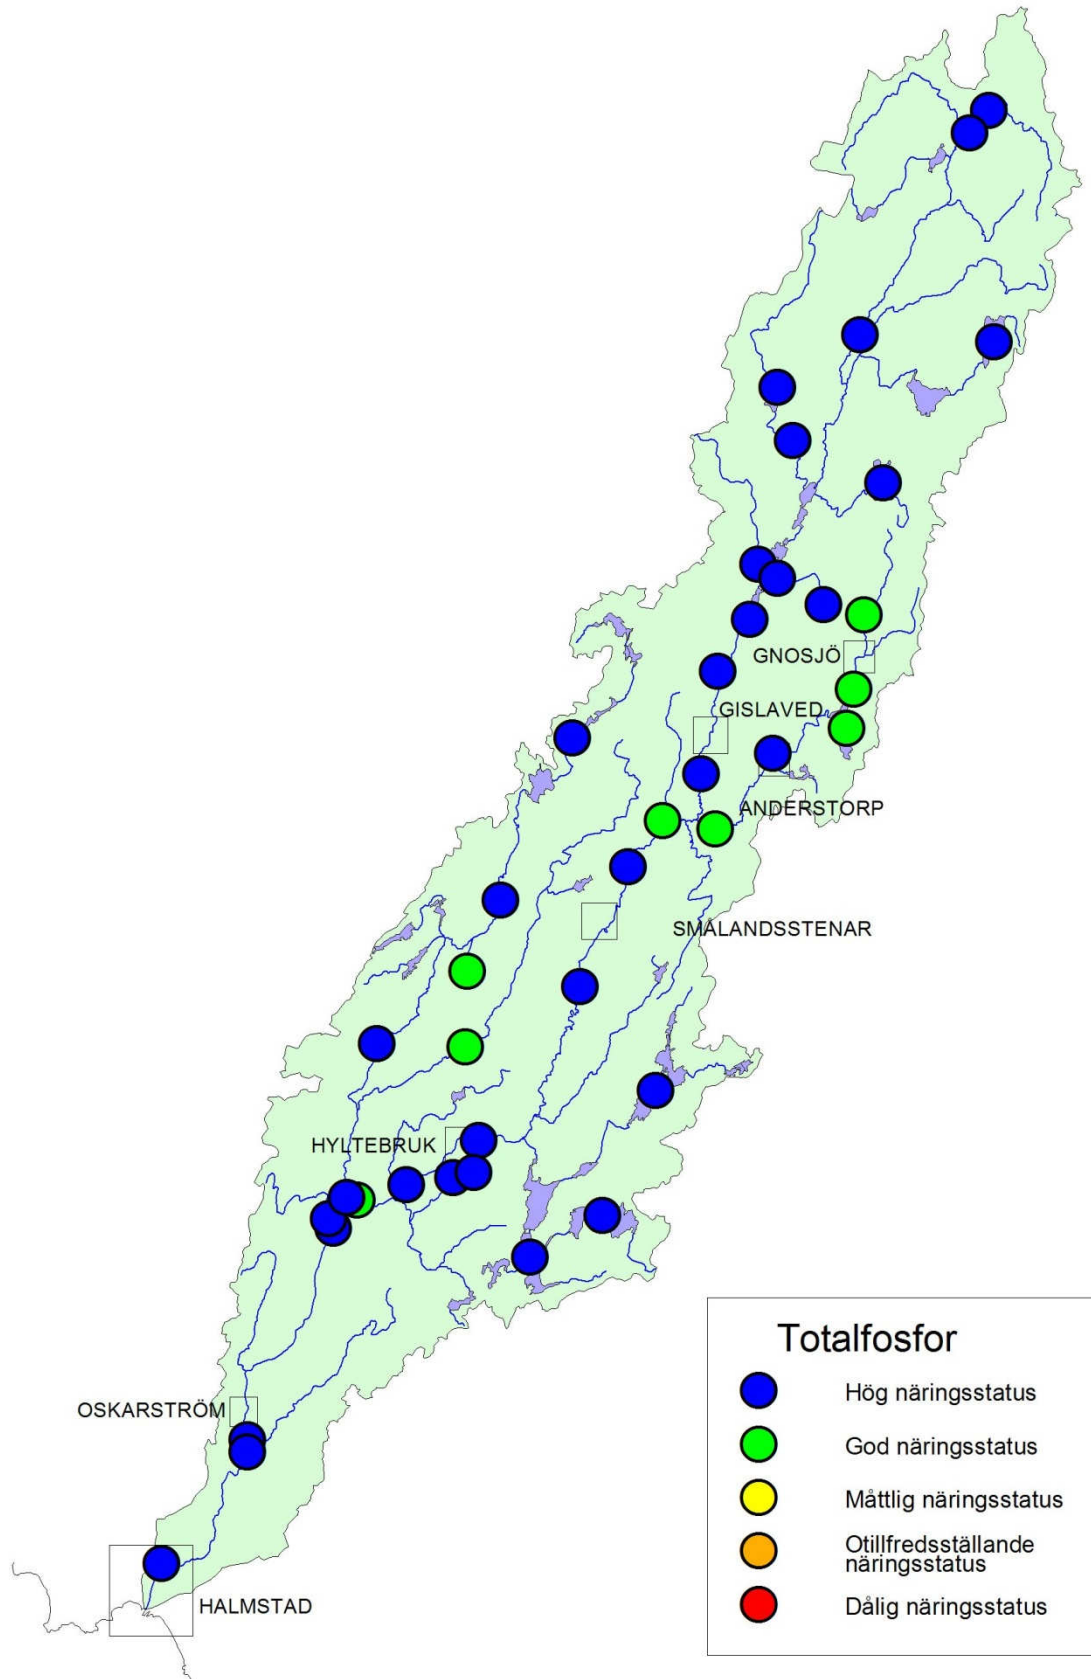 GNOSJÖ
GISLAVED
ANDERSTORP
SMÅLANDSSTENAR
HYLTEBRUK
OSKARSTRÖM
HALMSTAD
Totalfosfor
Hög näringsstatus
God näringsstatus
Måttlig näringsstatus
Otillfredsställande
näringsstatus
Dålig näringsstatus